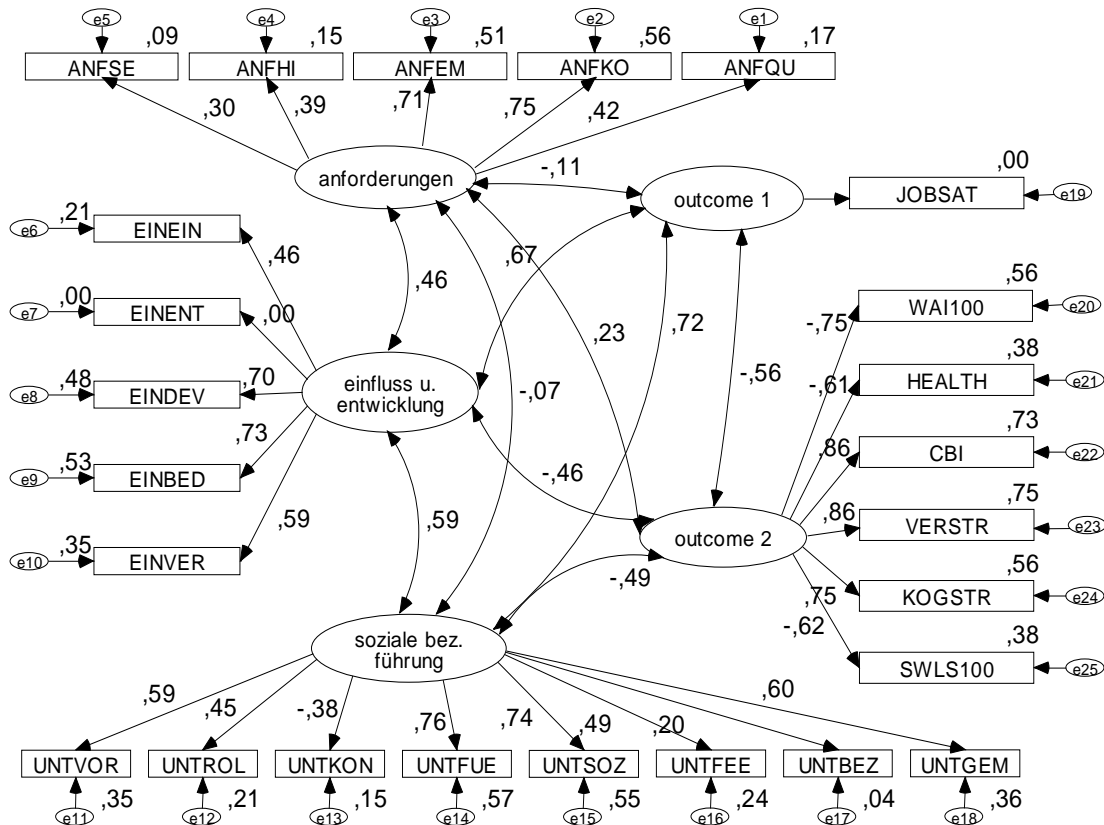 e5 e4 e3 e2 e1
,09 ,15 ,51 ,56 ,17
ANFSE ANFHI ANFEM ANFKO ANFQU
,30 ,39 ,71 ,75 ,42
anforderungen
-,11
outcome 1
,00
JOBSAT
e19
e6
,21
EINEIN
,46
e7
,00
EINENT
,00
e8
,48
EINDEV
,70
e9
,53
EINBED
,73
e10
,35
EINVER
,59
einfluss u.
entwicklung
,46
,67
,23
,72
-,07
-,56
-,46
,59
-,49
outcome 2
-,75
,56
WAI100
e20
-,61
,38
HEALTH
e21
,86
,73
CBI
e22
,86
,75
VERSTR
e23
,75
,56
KOGSTR
e24
-,62
,38
SWLS100
e25
soziale bez.
führung
,59 ,45 -,38 ,76 ,74 ,49 ,20 ,60
UNTVOR UNTROL UNTKON UNTFUE UNTSOZ UNTFEE UNTBEZ UNTGEM
,35 ,21 ,15 ,57 ,55 ,24 ,04 ,36
e11 e12 e13 e14 e15 e16 e17 e18